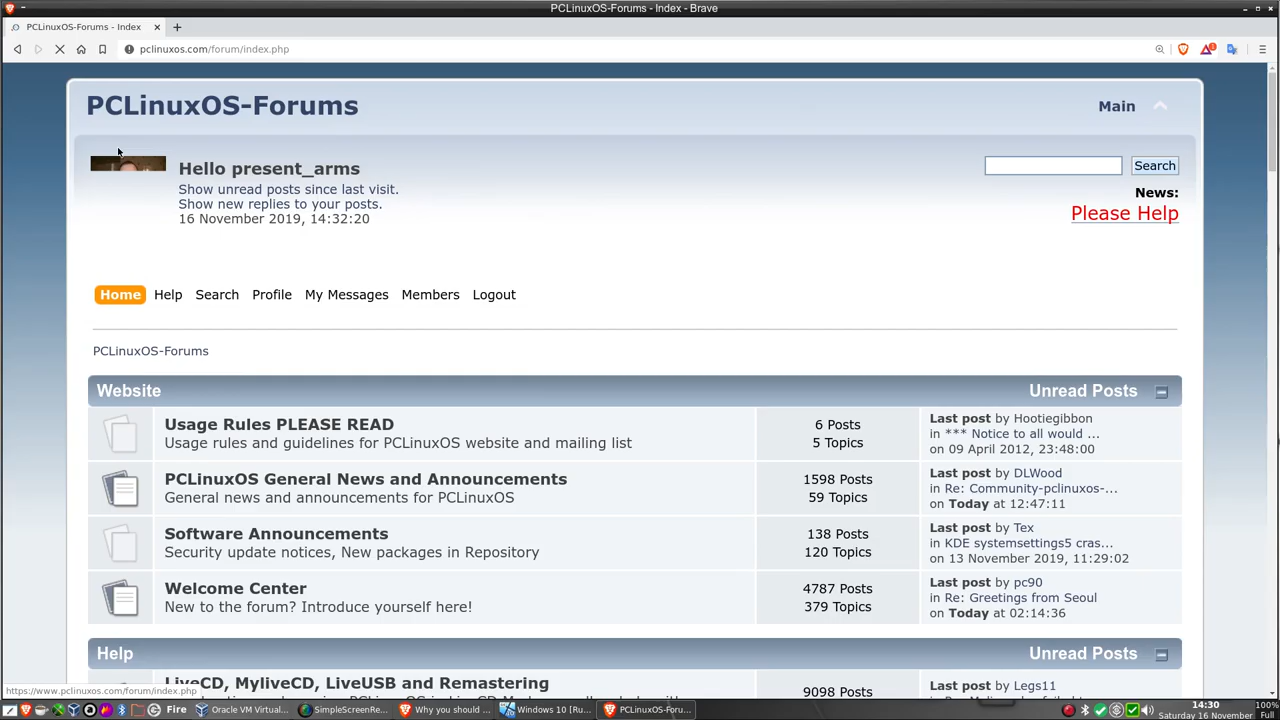 PCLinuxOS-Forums - Index - Brave
PCLinuxOS-Forums - Index
pclinuxos.com/forum/index.php
PCLinuxOS-Forums
Main
Hello present_arms
Show unread posts since last visit.
Show new replies to your posts.
16 November 2019, 14:32:20
Search
News:
Please Help
Home Help Search Profile My Messages Members Logout
PCLinuxOS-Forums
Website Unread Posts
Usage Rules PLEASE READ
Usage rules and guidelines for PCLinuxOS website and mailing list
6 Posts
5 Topics
Last post by Hootiegibbon
in *** Notice to all would ...
on 09 April 2012, 23:48:00
PCLinuxOS General News and Announcements
General news and announcements for PCLinuxOS
1598 Posts
59 Topics
Last post by DLWood
in Re: Community-pclinuxos-...
on Today at 12:47:11
Software Announcements
Security update notices, New packages in Repository
138 Posts
120 Topics
Last post by Tex
in KDE systemsettings5 cras...
on 13 November 2019, 11:29:02
Welcome Center
New to the forum? Introduce yourself here!
4787 Posts
379 Topics
Last post by pc90
in Re: Greetings from Seoul
on Today at 02:14:36
Help Unread Posts
LiveCD, MyliveCD, LiveUSB and Remastering
9098 Posts
Last post by Legs11
https://www.pclinuxos.com/forum/index.php
Fire
Oracle VM Virtual...
SimpleScreenRe...
Why you should ...
Windows 10 [Ru...
PCLinuxOS-Foru...
14:30
Saturday 16 November
100%
Full